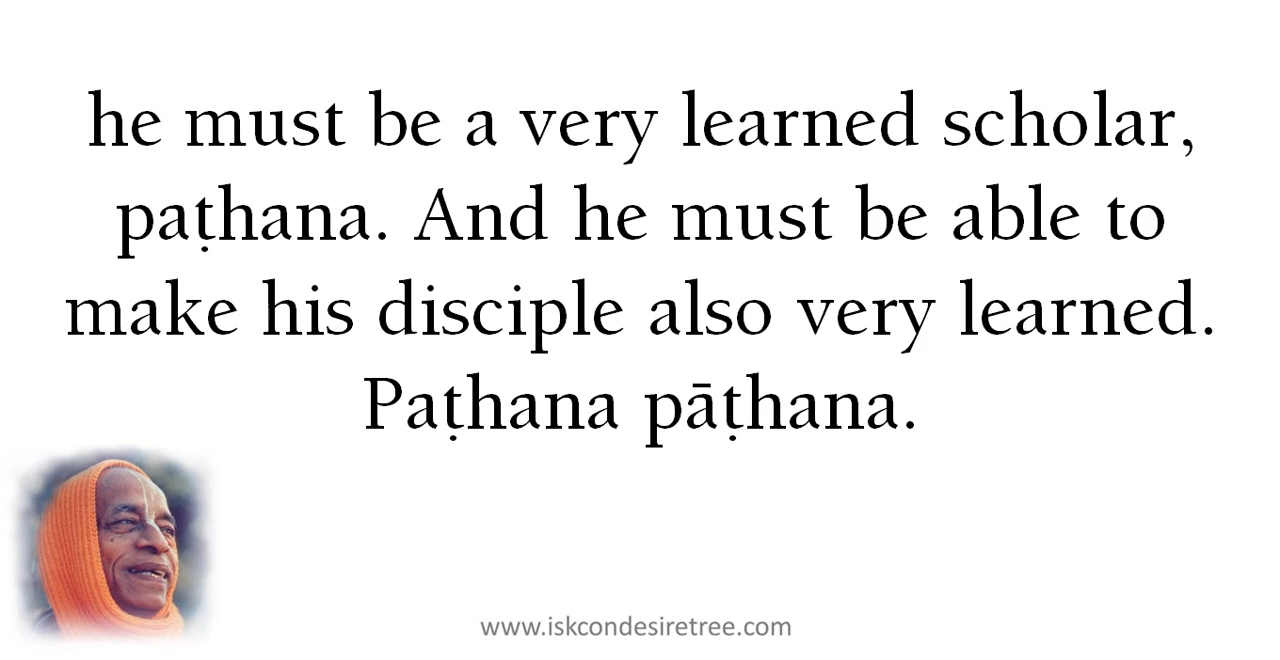 he must be a very learned scholar,
paṭhana. And he must be able to
make his disciple also very learned.
Paṭhana pāṭhana.
www.iskcondesiretree.com